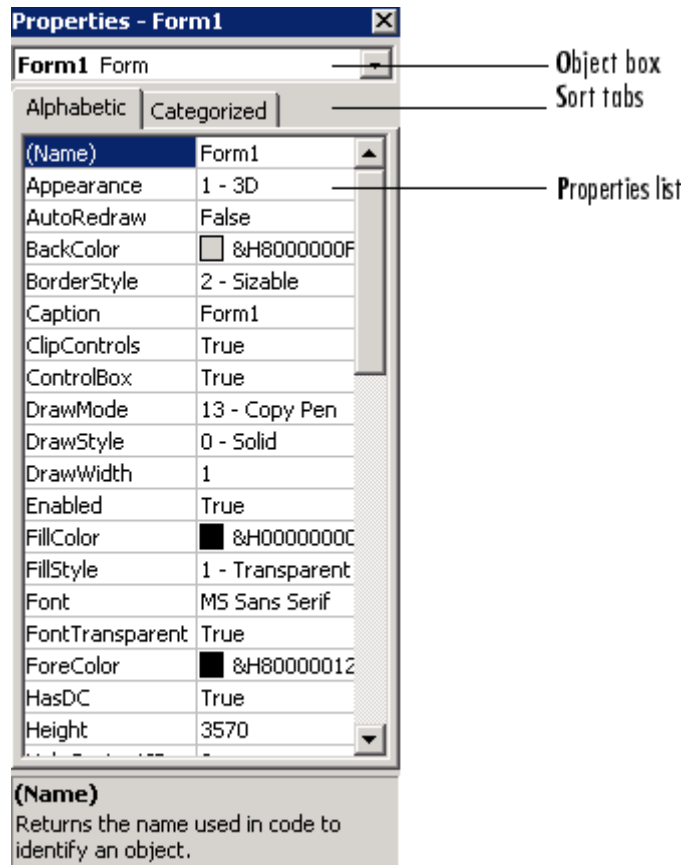 Properties - Form1
Form1 Form
Object box
Alphabetic Categorized
Sort tabs
(Name) Form1
Appearance 1 - 3D
Properties list
AutoRedraw False
BackColor &H8000000F
BorderStyle 2 - Sizable
Caption Form1
ClipControls True
ControlBox True
DrawMode 13 - Copy Pen
DrawStyle 0 - Solid
DrawWidth 1
Enabled True
FillColor &H00000000
FillStyle 1 - Transparent
Font MS Sans Serif
FontTransparent True
ForeColor &H80000012
HasDC True
Height 3570
(Name)
Returns the name used in code to
identify an object.